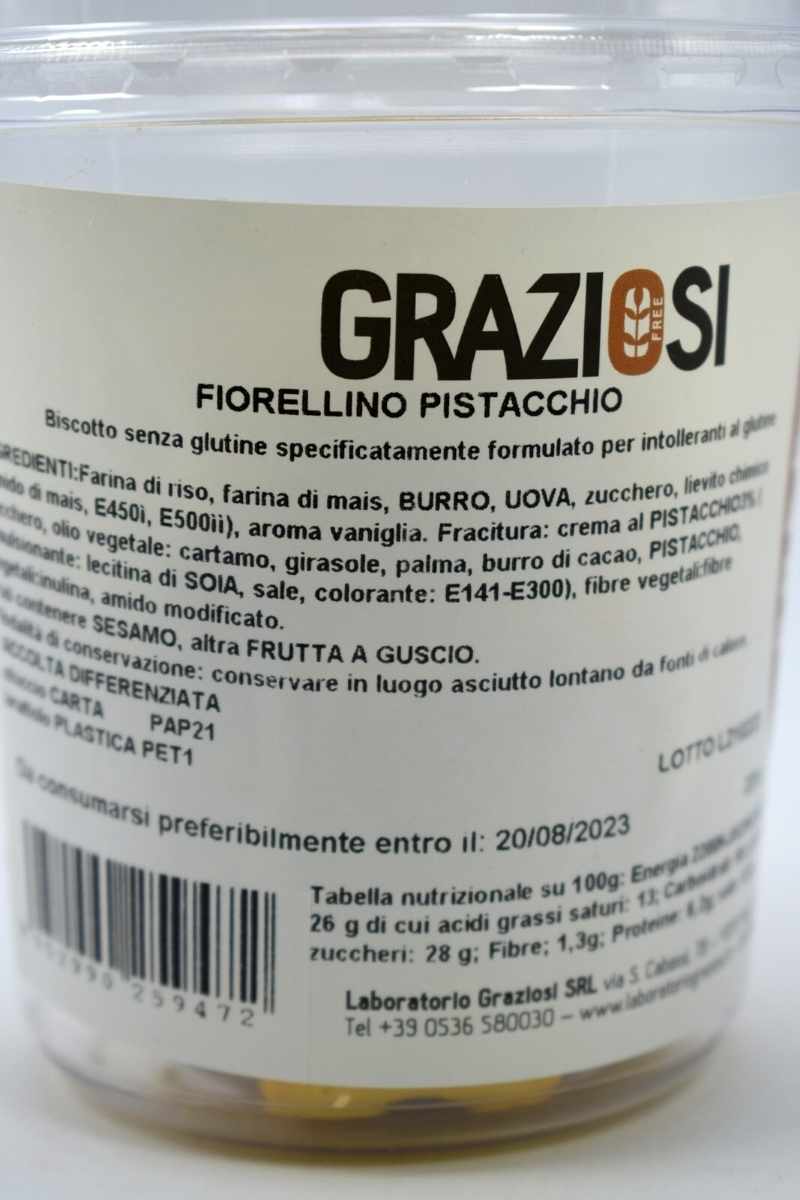 GRAZIOSI
FREE
FIORELLINO PISTACCHIO
Biscotto senza glutine specificatamente formulato per intolleranti al glutine
REDIENTI:Farina di riso, farina di mais, BURRO, UOVA, zucchero, lievito chimico
mido di mais, E450ì, E500ìì), aroma vaniglia. Fracitura: crema al PISTACCHIO
cchero, olio vegetale: cartamo, girasole, palma, burro di cacao, PISTACCHIO,
ulsionante: lecitina di SOIA, sale, colorante: E141-E300), fibre vegetali:fibre
vegetali:inulina, amido modificato.
contenere SESAMO, altra FRUTTA A GUSCIO.
di conservazione: conservare in luogo asciutto lontano da fonti di calore.
RACCOLTA DIFFERENZIATA
CARTA PAP21
PLASTICA PET1
LOTTO
Da consumarsi preferibilmente entro il: 20/08/2023
Tabella nutrizionale su 100g: Energia
26 g di cui acidi grassi saturi: 13;
zuccheri: 28 g; Fibre; 1,3g; Proteine:
259472
Laboratorio Graziosi SRL via S.
Tel +39 0536 580030 –